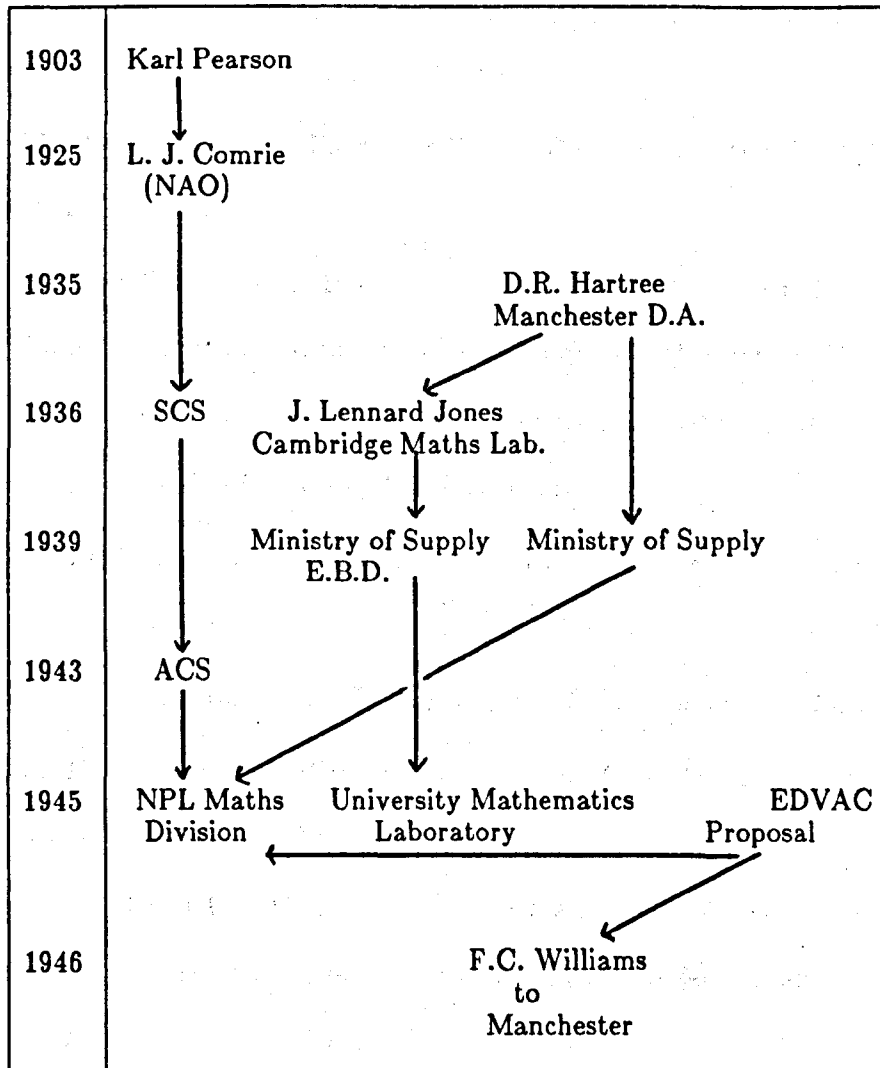 1903 Karl Pearson
1925 L. J. Comrie
(NAO)
1935 D.R. Hartree
Manchester D.A.
1936 SCS J. Lennard Jones
Cambridge Maths Lab.
1939 Ministry of Supply Ministry of Supply
E.B.D.
1943 ACS
1945 NPL Maths University Mathematics EDVAC
Division Laboratory Proposal
1946 F.C. Williams
to
Manchester